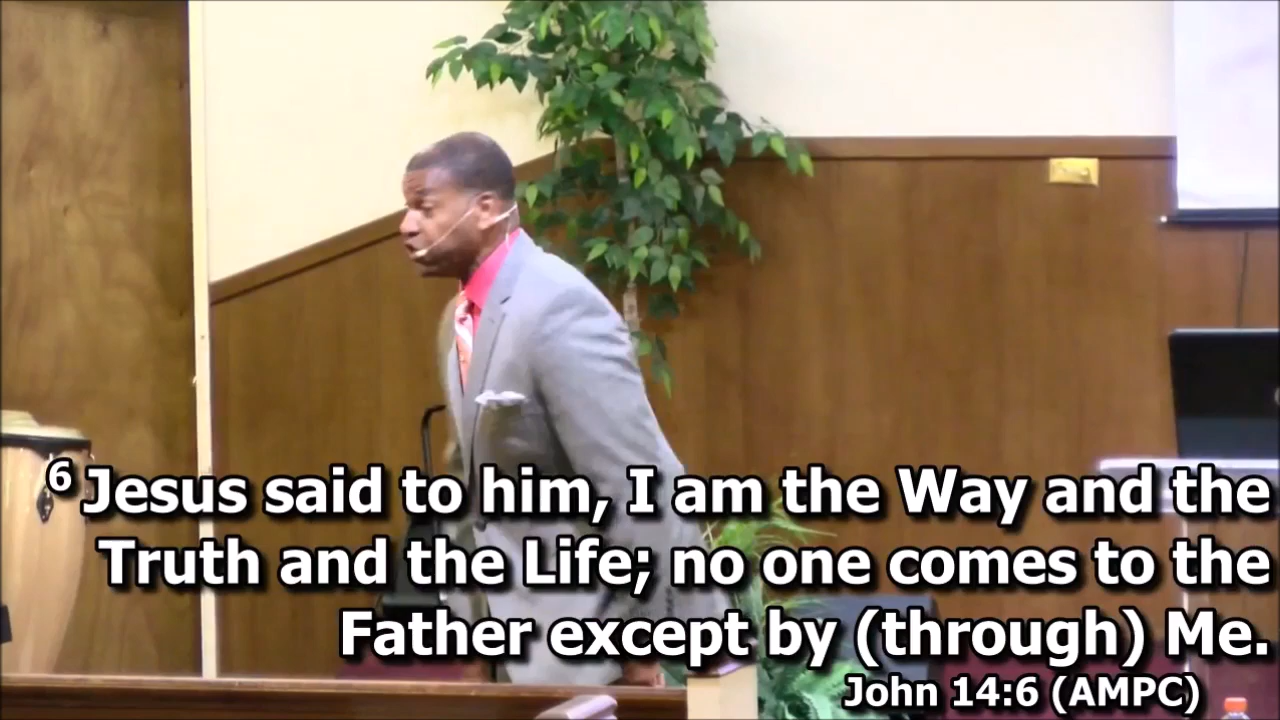 6 Jesus said to him, I am the Way and the
Truth and the Life; no one comes to the
Father except by (through) Me.
John 14:6 (AMPC)